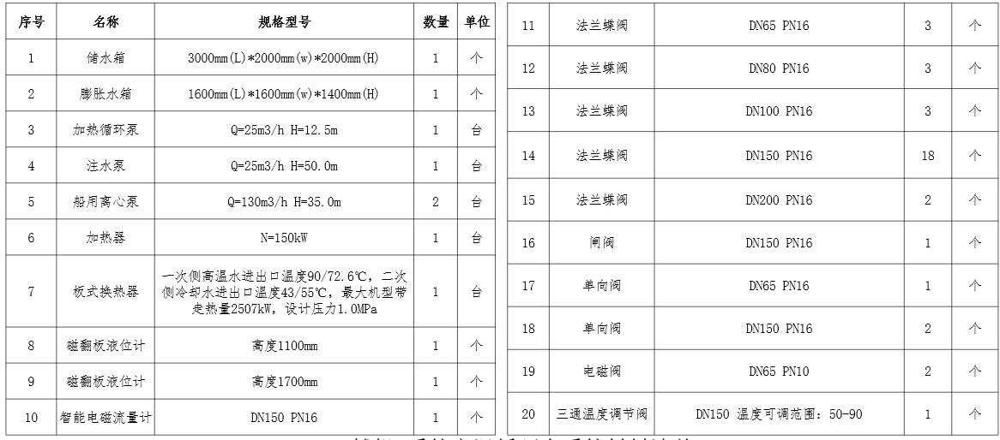 序号 名称 规格型号 数量 单位
1 储水箱 3000mm(L)*2000mm(w)*2000mm(H) 1 个
2 膨胀水箱 1600mm(L)*1600mm(w)*1400mm(H) 1 个
3 加热循环泵 Q=25m3/h H=12.5m 1 台
4 注水泵 Q=25m3/h H=50.0m 1 台
5 船用离心泵 Q=130m3/h H=35.0m 2 台
6 加热器 N=150kW 1 台
7 板式换热器 一次侧高温水进出口温度90/72.6℃，二次
侧冷却水进出口温度43/55℃，最大机型带
走热量2507kW，设计压力1.0MPa 1 台
8 磁翻板液位计 高度1100mm 1 个
9 磁翻板液位计 高度1700mm 1 个
10 智能电磁流量计 DN150 PN16 1 个
11 法兰蝶阀 DN65 PN16 3 个
12 法兰蝶阀 DN80 PN16 3 个
13 法兰蝶阀 DN100 PN16 3 个
14 法兰蝶阀 DN150 PN16 18 个
15 法兰蝶阀 DN200 PN16 2 个
16 闸阀 DN150 PN16 1 个
17 单向阀 DN65 PN16 1 个
18 单向阀 DN150 PN16 2 个
19 电磁阀 DN65 PN10 2 个
20 三通温度调节阀 DN150 温度可调范围：50-90 1 个